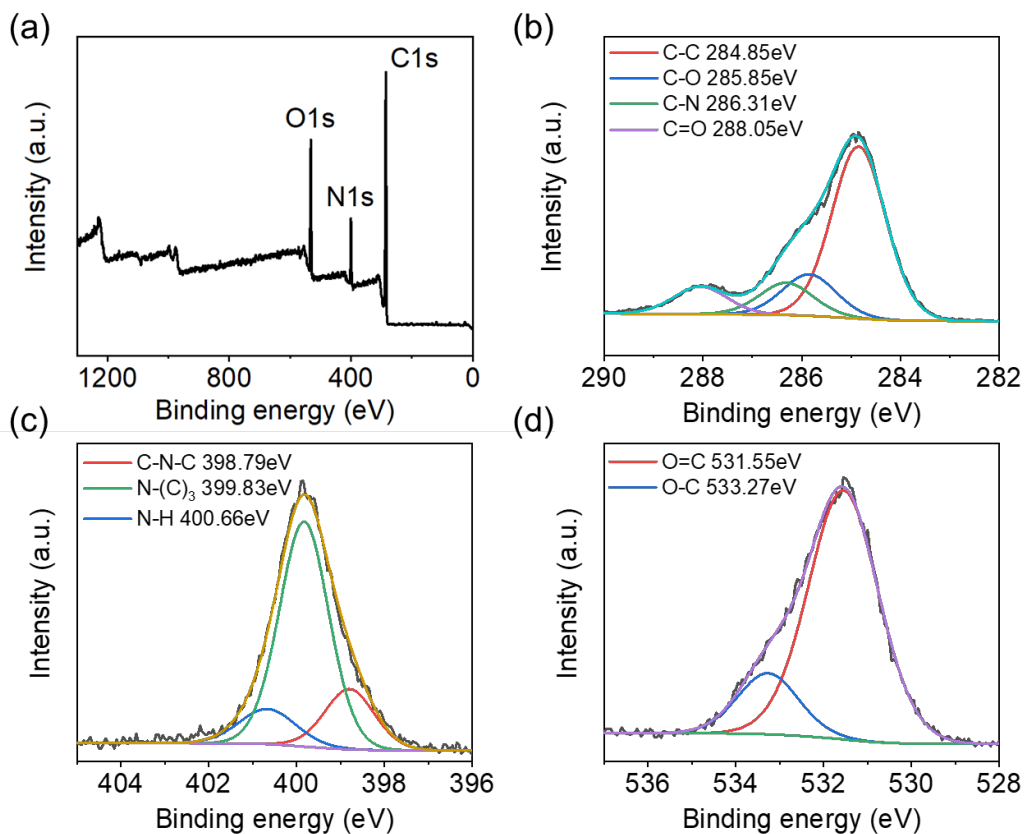 (a)
C1s
O1s
N1s
Intensity (a.u.)
1200 800 400 0
Binding energy (eV)
(b)
C-C 284.85eV
C-O 285.85eV
C-N 286.31eV
C=O 288.05eV
Intensity (a.u.)
290 288 286 284 282
Binding energy (eV)
(c)
C-N-C 398.79eV
N-(C)₃ 399.83eV
N-H 400.66eV
Intensity (a.u.)
404 402 400 398 396
Binding energy (eV)
(d)
O=C 531.55eV
O-C 533.27eV
Intensity (a.u.)
536 534 532 530 528
Binding energy (eV)